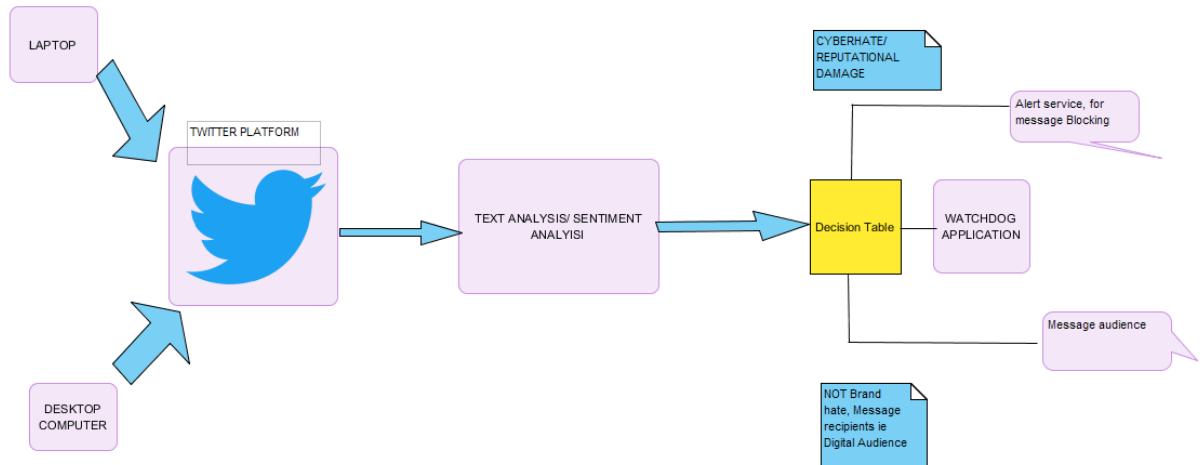 LAPTOP
TWITTER PLATFORM
DESKTOP
COMPUTER
TEXT ANALYSIS/ SENTIMENT
ANALYISI
CYBERHATE/
REPUTATIONAL
DAMAGE
Alert service, for
message Blocking
Decision Table
WATCHDOG
APPLICATION
Message audience
NOT Brand
hate, Message
recipients ie
Digital Audience